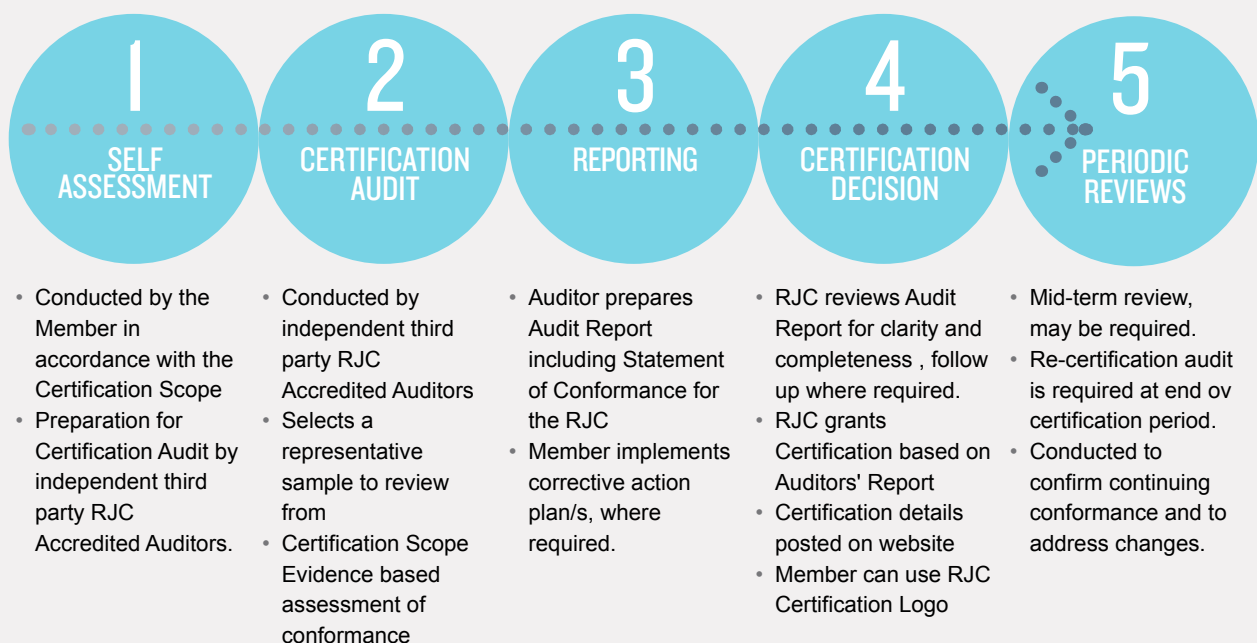 1
SELF
ASSESSMENT
• Conducted by the
Member in
accordance with the
Certification Scope
• Preparation for
Certification Audit by
independent third
party RJC
Accredited Auditors.
2
CERTIFICATION
AUDIT
• Conducted by
independent third
party RJC
Accredited Auditors
• Selects a
representative
sample to review
from
• Certification Scope
Evidence based
assessment of
conformance
3
REPORTING
• Auditor prepares
Audit Report
including Statement
of Conformance for
the RJC
• Member implements
corrective action
plan/s, where
required.
4
CERTIFICATION
DECISION
• RJC reviews Audit
Report for clarity and
completeness , follow
up where required.
• RJC grants
Certification based on
Auditors' Report
• Certification details
posted on website
• Member can use RJC
Certification Logo
5
PERIODIC
REVIEWS
• Mid-term review,
may be required.
• Re-certification audit
is required at end ov
certification period.
• Conducted to
confirm continuing
conformance and to
address changes.